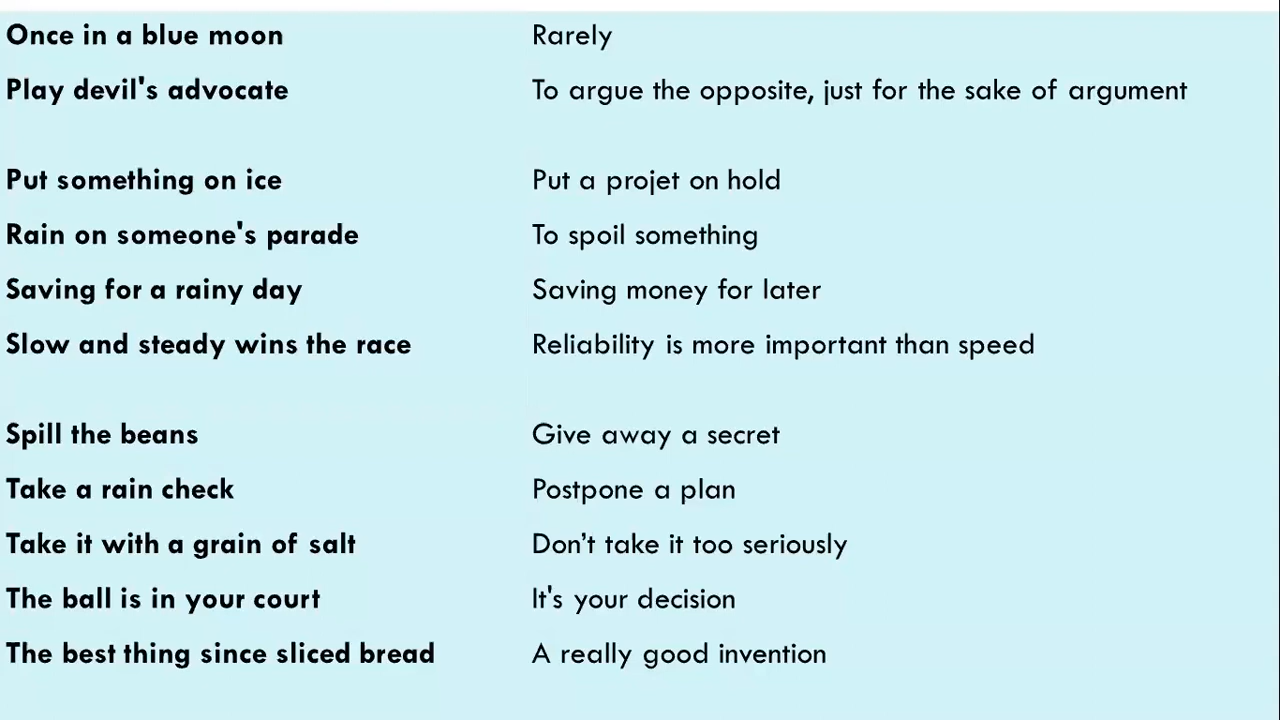 Once in a blue moon Rarely
Play devil's advocate To argue the opposite, just for the sake of argument
Put something on ice Put a projet on hold
Rain on someone's parade To spoil something
Saving for a rainy day Saving money for later
Slow and steady wins the race Reliability is more important than speed
Spill the beans Give away a secret
Take a rain check Postpone a plan
Take it with a grain of salt Don’t take it too seriously
The ball is in your court It's your decision
The best thing since sliced bread A really good invention